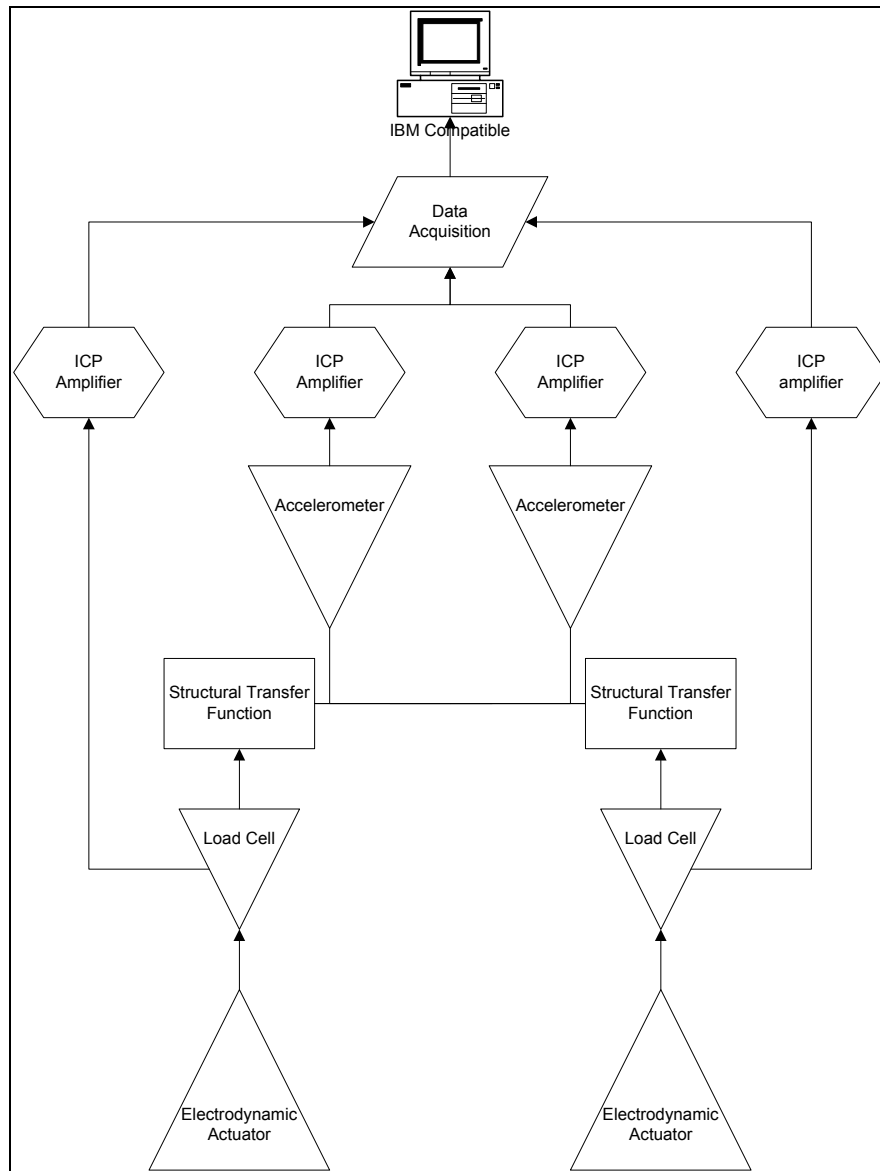 IBM Compatible
Data
Acquisition
ICP
Amplifier
ICP
Amplifier
ICP
Amplifier
ICP
amplifier
Accelerometer
Accelerometer
Structural Transfer
Function
Structural Transfer
Function
Load Cell
Load Cell
Electrodynamic
Actuator
Electrodynamic
Actuator